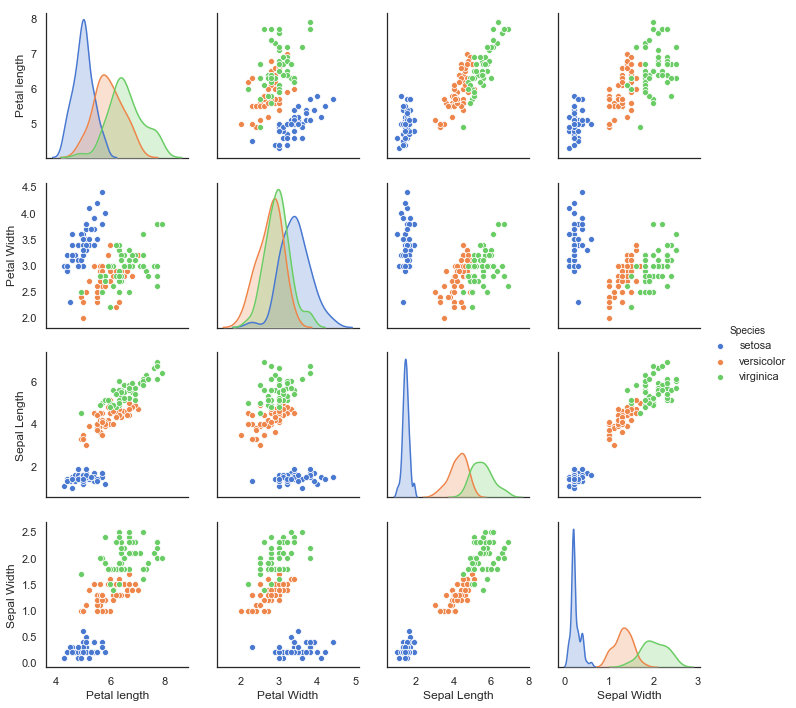 8
7
6
5
Petal length
4.5
4.0
3.5
3.0
2.5
2.0
Petal Width
Species
setosa
versicolor
virginica
6
4
2
Sepal Length
2.5
2.0
1.5
1.0
0.5
0.0
Sepal Width
4 6 8
2 3 4 5
2 4 6 8
0 1 2 3
Petal length
Petal Width
Sepal Length
Sepal Width